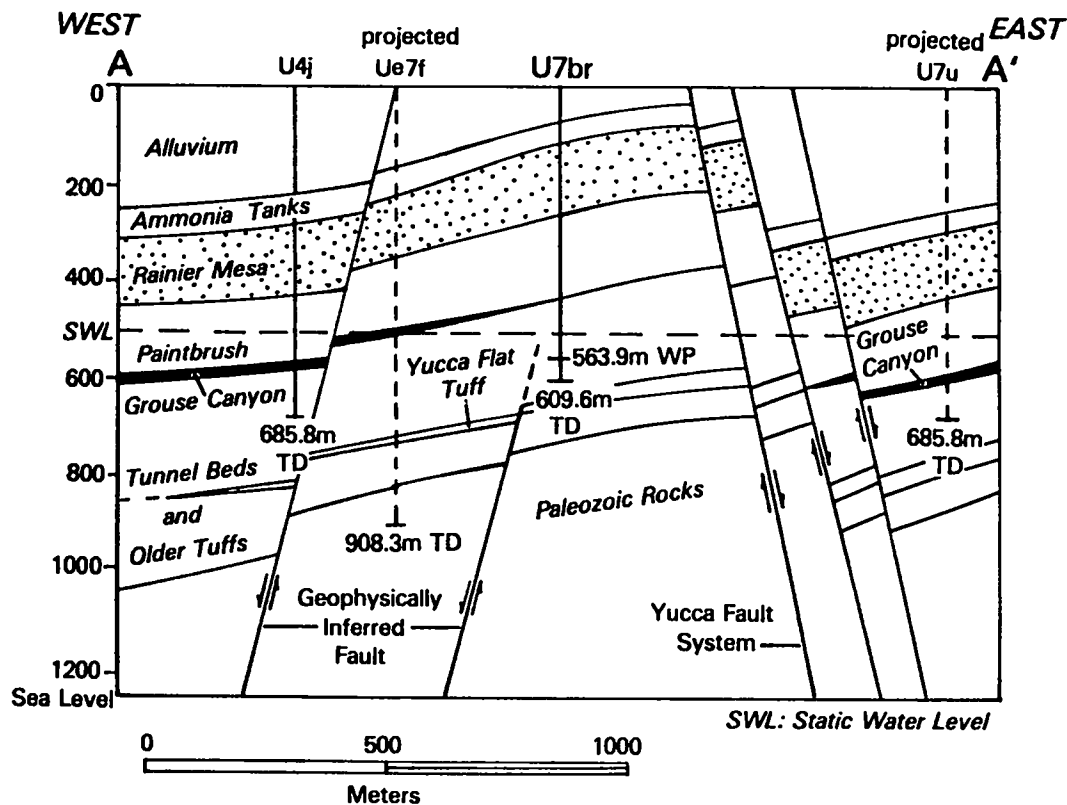 WEST
EAST
projected
projected
A
U4j
Ue7f
U7br
U7u
A'
0
Alluvium
200
Ammonia Tanks
Rainier Mesa
400
SWL
Paintbrush
Grouse Canyon
600
Yucca Flat
Tuff
563.9m WP
609.6m
TD
Grouse
Canyon
685.8m
TD
685.8m
TD
Tunnel Beds
800
and
Older Tuffs
Paleozoic Rocks
908.3m TD
1000
Geophysically
Inferred
Fault
Yucca Fault
System
1200
Sea Level
SWL: Static Water Level
0 500 1000
Meters